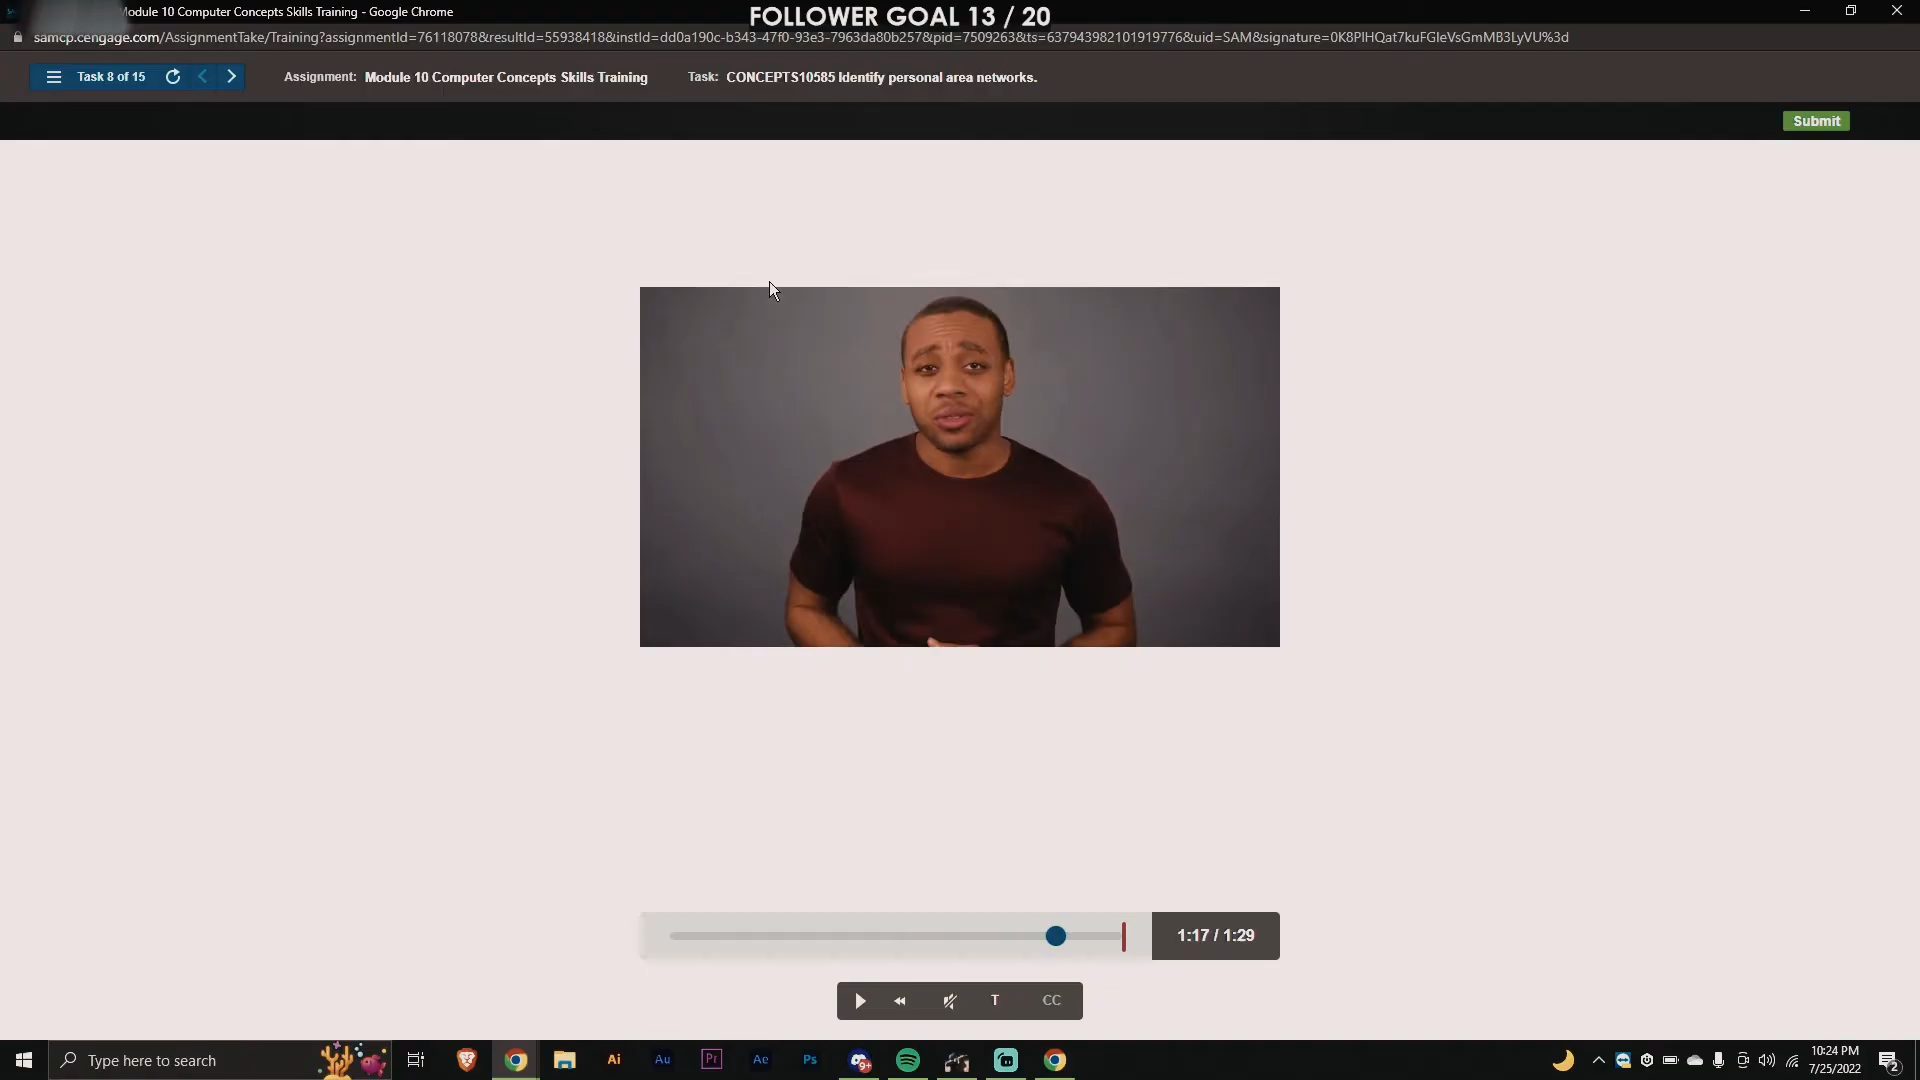 Module 10 Computer Concepts Skills Training - Google Chrome
FOLLOWER GOAL 13 / 20
samcp.cengage.com/AssignmentTake/Training?assignmentId=76118078&resultId=55938418&instId=dd0a190c-b343-47f0-93e3-7963da80b257&pid=7509263&ts=637943982101919776&uid=SAM&signature=0K8PlHQat7kuFGleVsGmMB3LyVU%3d
Task 8 of 15
Assignment: Module 10 Computer Concepts Skills Training
Task: CONCEPTS10585 Identify personal area networks.
Submit
1:17 / 1:29
T
CC
Type here to search
Ai
Au
Pr
Ae
Ps
9+
10:24 PM
7/25/2022
2